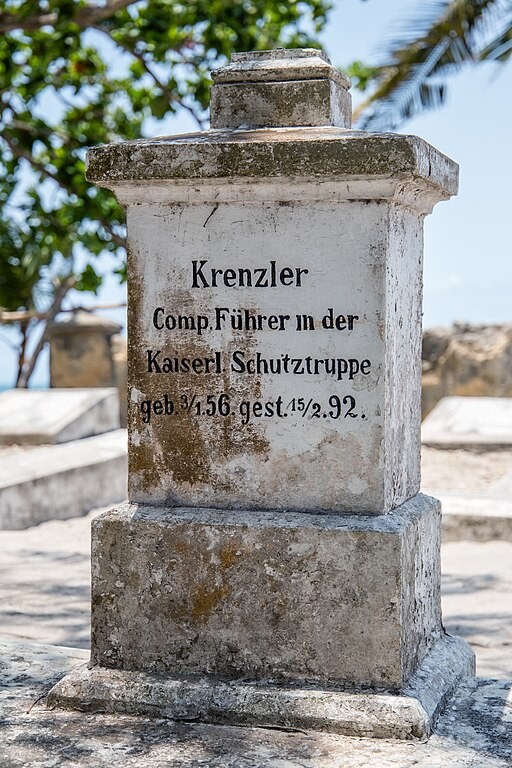 Krenzler
Comp. Führer in der
Kaiserl. Schutztruppe
geb. 3/1.56. gest. 15/2.92.